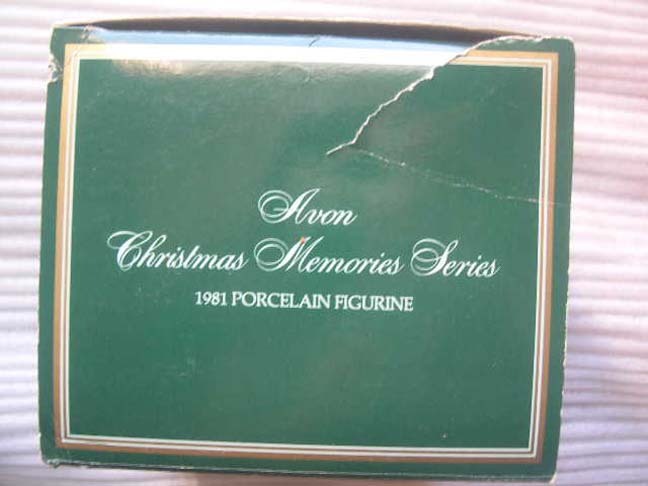 Avon
Christmas Memories Series
1981 PORCELAIN FIGURINE